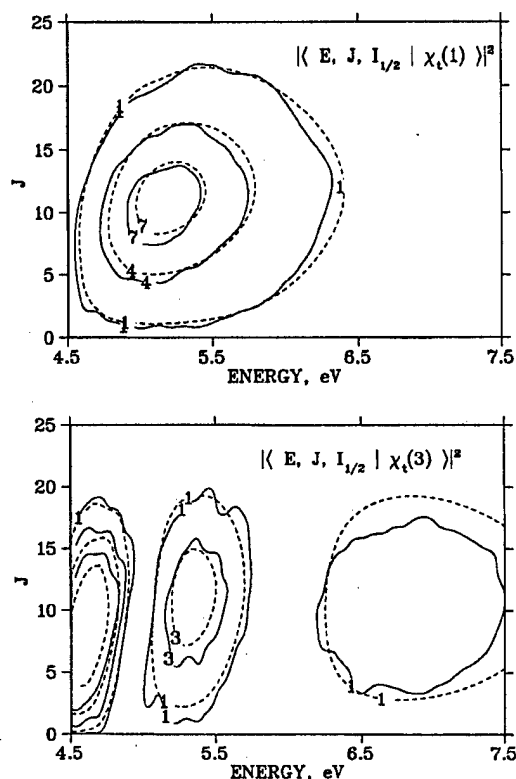 25
|⟨ E, J, I₁/₂ | χₜ(1) ⟩|²
20
1
15
J
1
10
7 7
5
4 4
1
0
4.5 5.5 6.5 7.5
ENERGY, eV
25
|⟨ E, J, I₁/₂ | χₜ(3) ⟩|²
20
1 1 1
15
J
10
3
5
1 1 1 1
0
4.5 5.5 6.5 7.5
ENERGY, eV